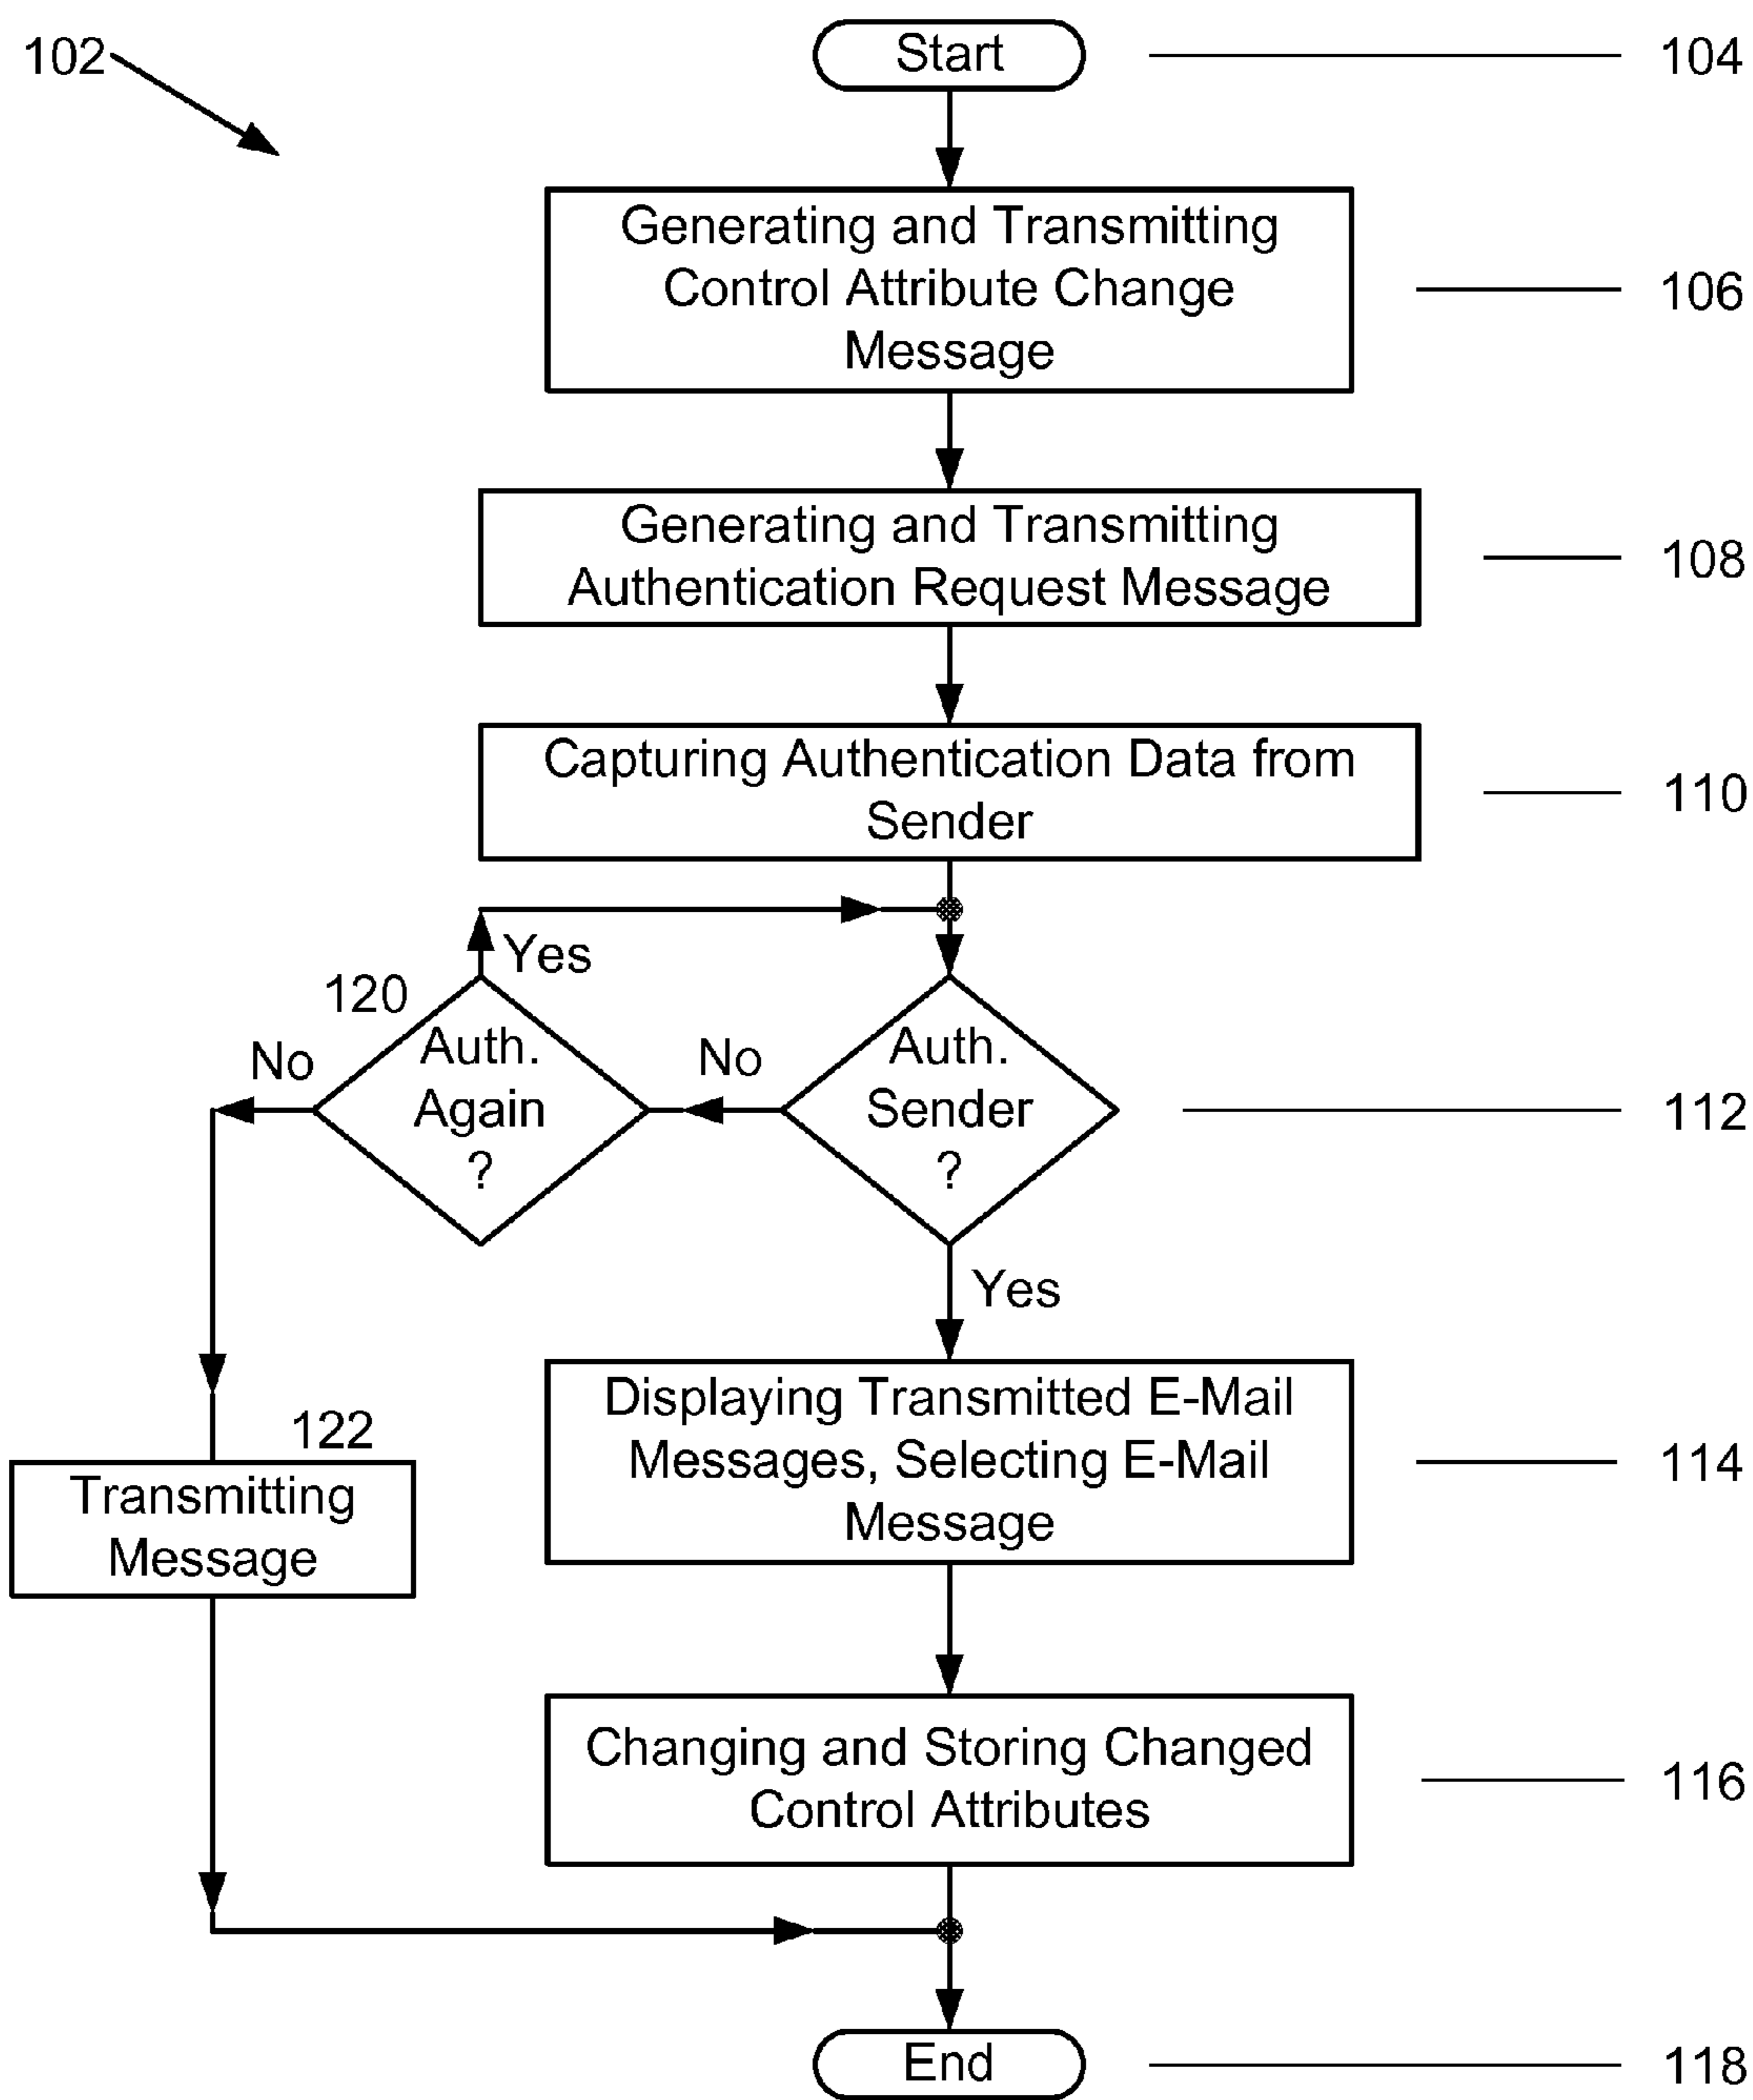 102
Start
104
Generating and Transmitting
Control Attribute Change
Message
106
Generating and Transmitting
Authentication Request Message
108
Capturing Authentication Data from
Sender
110
Yes
120
No
Auth.
Again
?
No
Auth.
Sender
?
112
Yes
Displaying Transmitted E-Mail
Messages, Selecting E-Mail
Message
114
122
Transmitting
Message
Changing and Storing Changed
Control Attributes
116
End
118